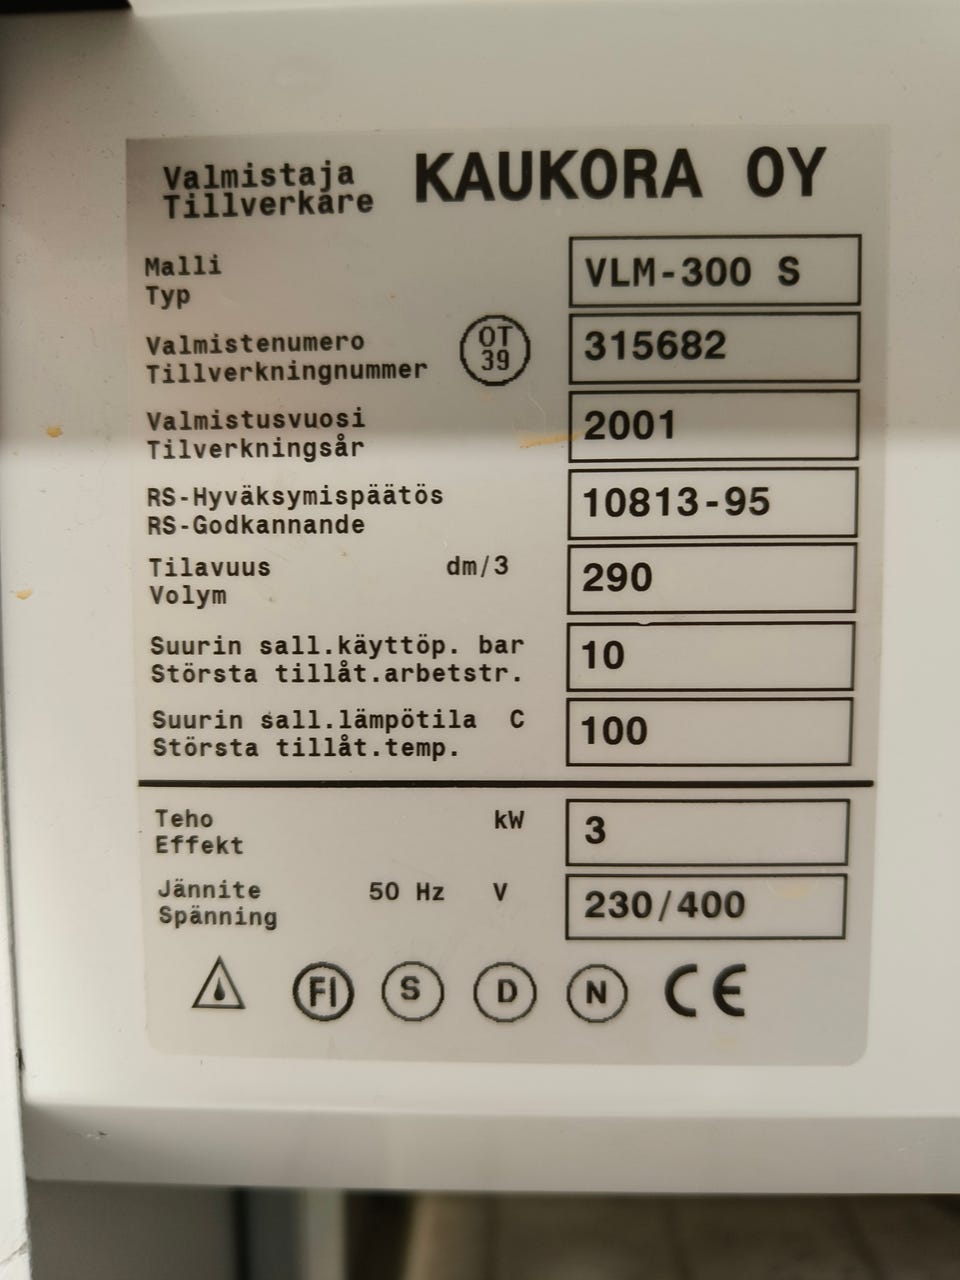 Valmistaja KAUKORA OY
Tillverkare
Malli VLM-300 S
Typ
Valmistenumero OT 315682
Tillverkningnummer 39
Valmistusvuosi 2001
Tilverkningsår
RS-Hyväksymispäätös 10813-95
RS-Godkannande
Tilavuus dm/3 290
Volym
Suurin sall.käyttöp. bar 10
Största tillåt.arbetstr.
Suurin sall.lämpötila C 100
Största tillåt.temp.
Teho kW 3
Effekt
Jännite 50 Hz V 230/400
Spänning
FI S D N CE